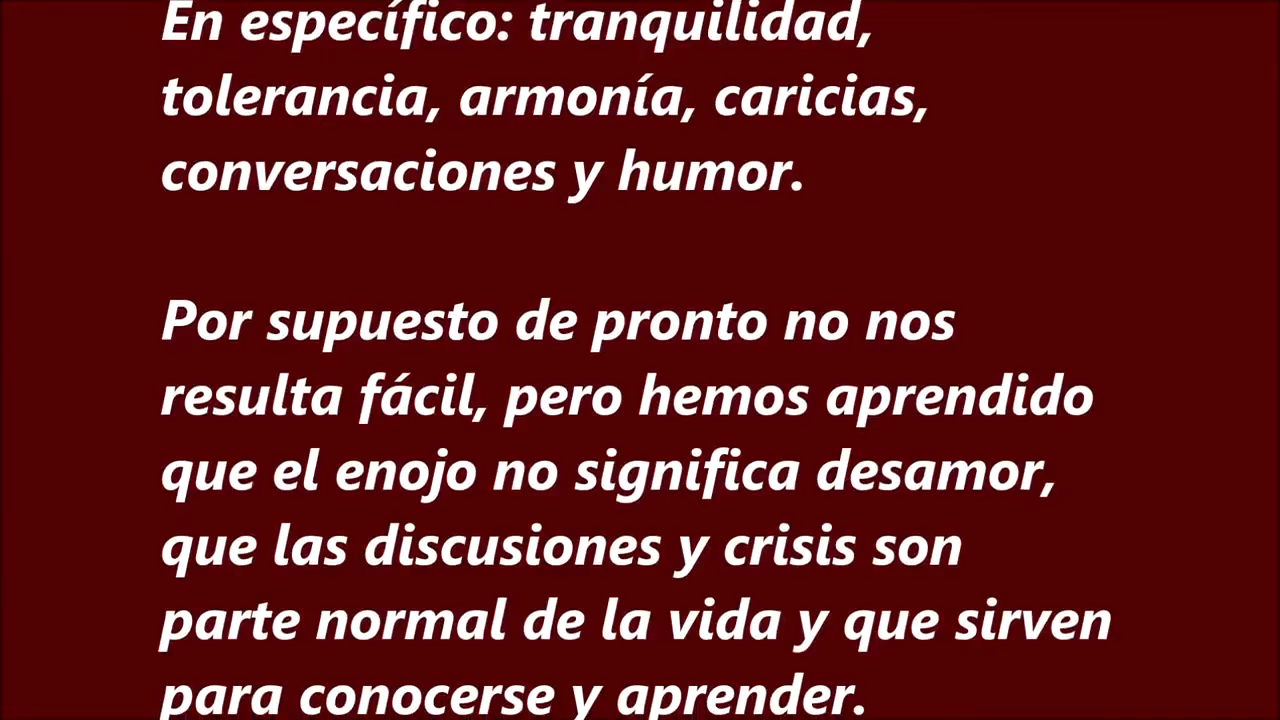 En específico: tranquilidad,
tolerancia, armonía, caricias,
conversaciones y humor.
Por supuesto de pronto no nos
resulta fácil, pero hemos aprendido
que el enojo no significa desamor,
que las discusiones y crisis son
parte normal de la vida y que sirven
para conocerse y aprender.